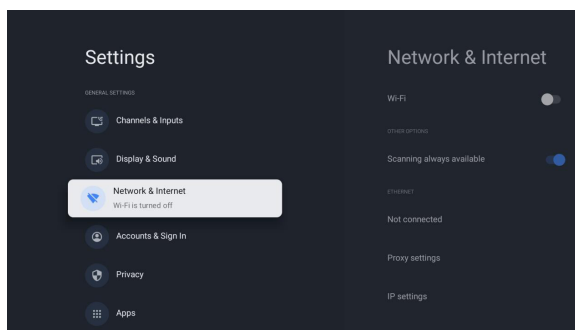 Settings
GENERAL SETTINGS
Channels & Inputs
Display & Sound
Network & Internet
Wi-Fi is turned off
Accounts & Sign In
Privacy
Apps
Network & Internet
Wi-Fi
OTHER OPTIONS
Scanning always available
ETHERNET
Not connected
Proxy settings
IP settings